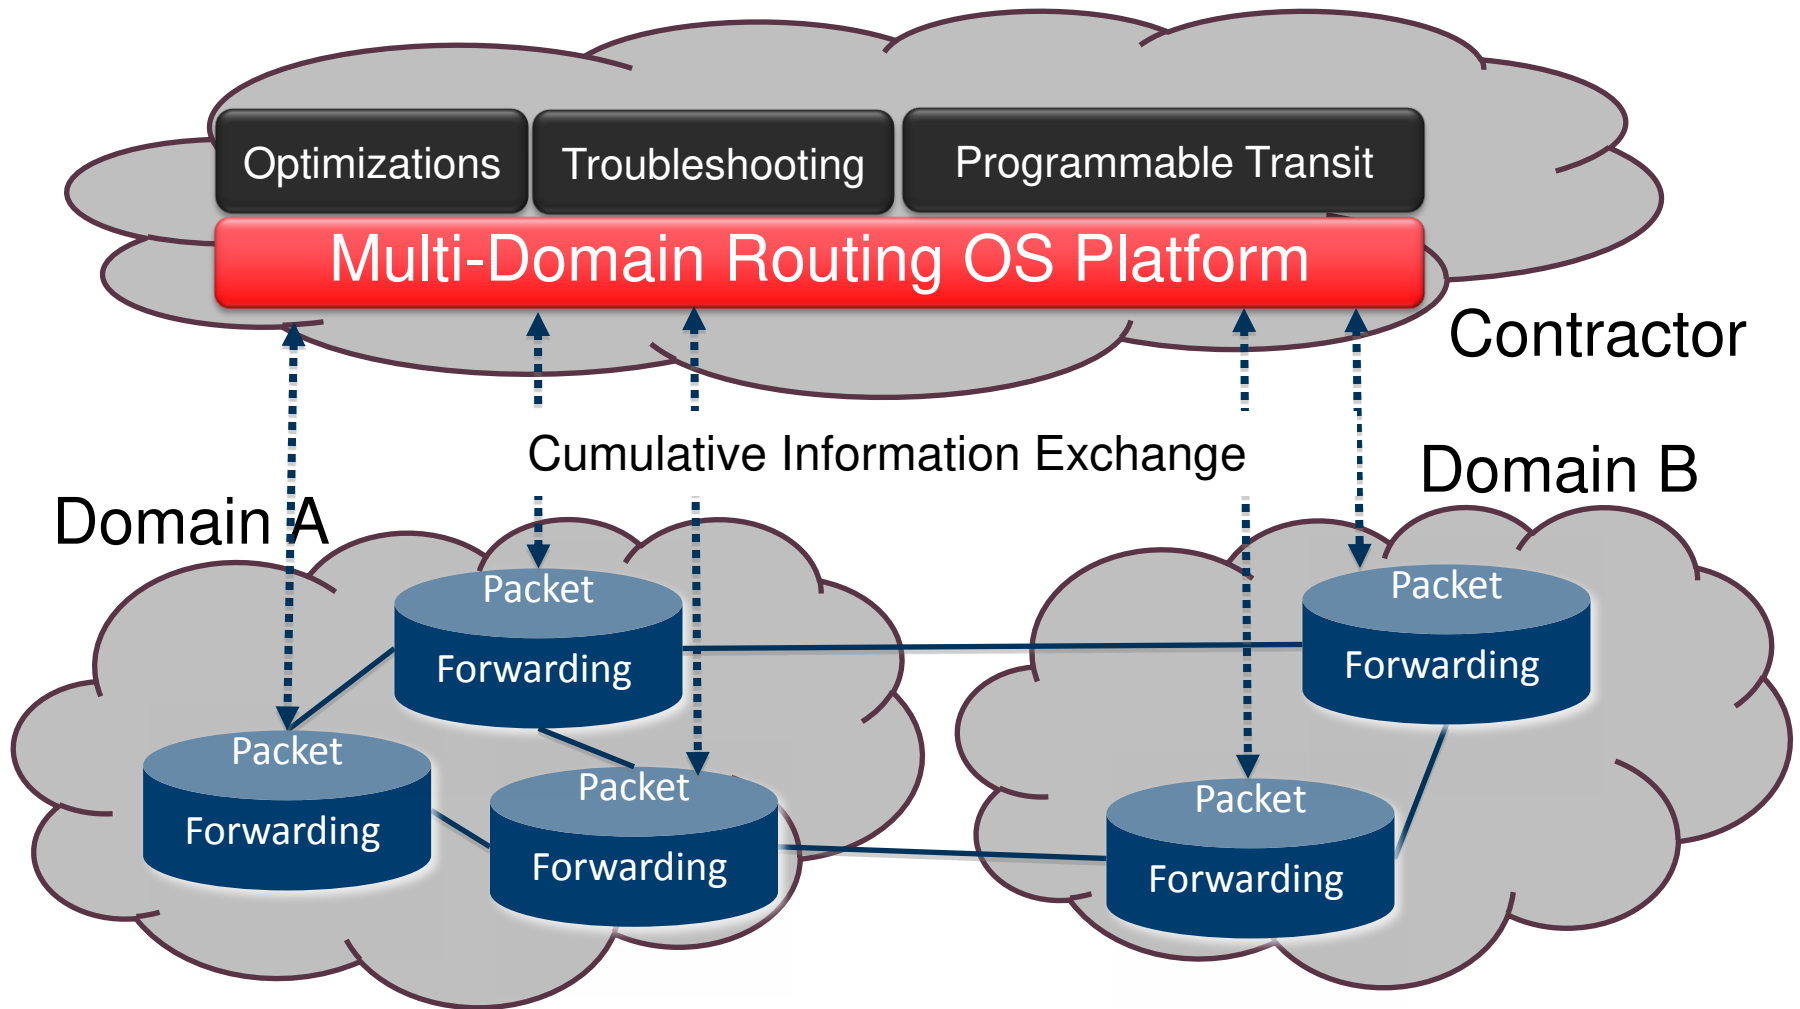 Optimizations
Troubleshooting
Programmable Transit
Multi-Domain Routing OS Platform
Contractor
Cumulative Information Exchange
Domain A
Domain B
Packet
Forwarding
Packet
Forwarding
Packet
Forwarding
Packet
Forwarding
Packet
Forwarding